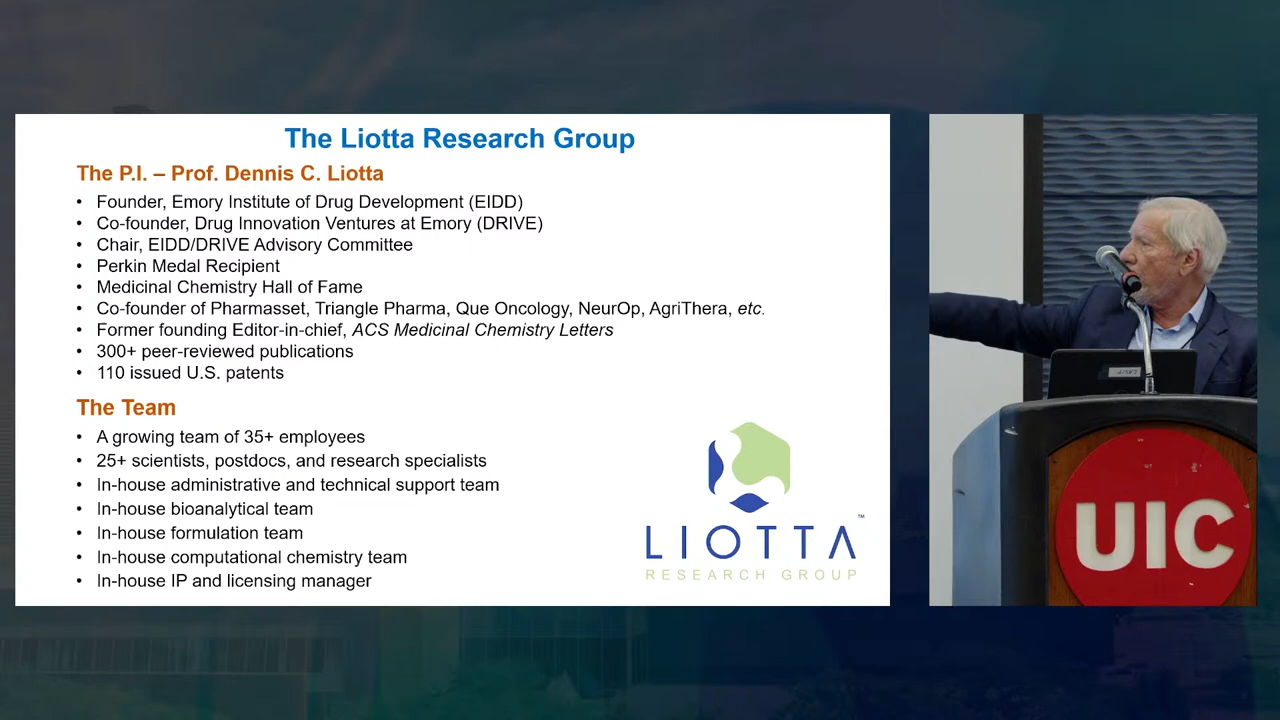 The Liotta Research Group
The P.I. – Prof. Dennis C. Liotta
• Founder, Emory Institute of Drug Development (EIDD)
• Co-founder, Drug Innovation Ventures at Emory (DRIVE)
• Chair, EIDD/DRIVE Advisory Committee
• Perkin Medal Recipient
• Medicinal Chemistry Hall of Fame
• Co-founder of Pharmasset, Triangle Pharma, Que Oncology, NeurOp, AgriThera, etc.
• Former founding Editor-in-chief, ACS Medicinal Chemistry Letters
• 300+ peer-reviewed publications
• 110 issued U.S. patents
The Team
• A growing team of 35+ employees
• 25+ scientists, postdocs, and research specialists
• In-house administrative and technical support team
• In-house bioanalytical team
• In-house formulation team
• In-house computational chemistry team
• In-house IP and licensing manager
LIOTTA™
RESEARCH GROUP
UIC